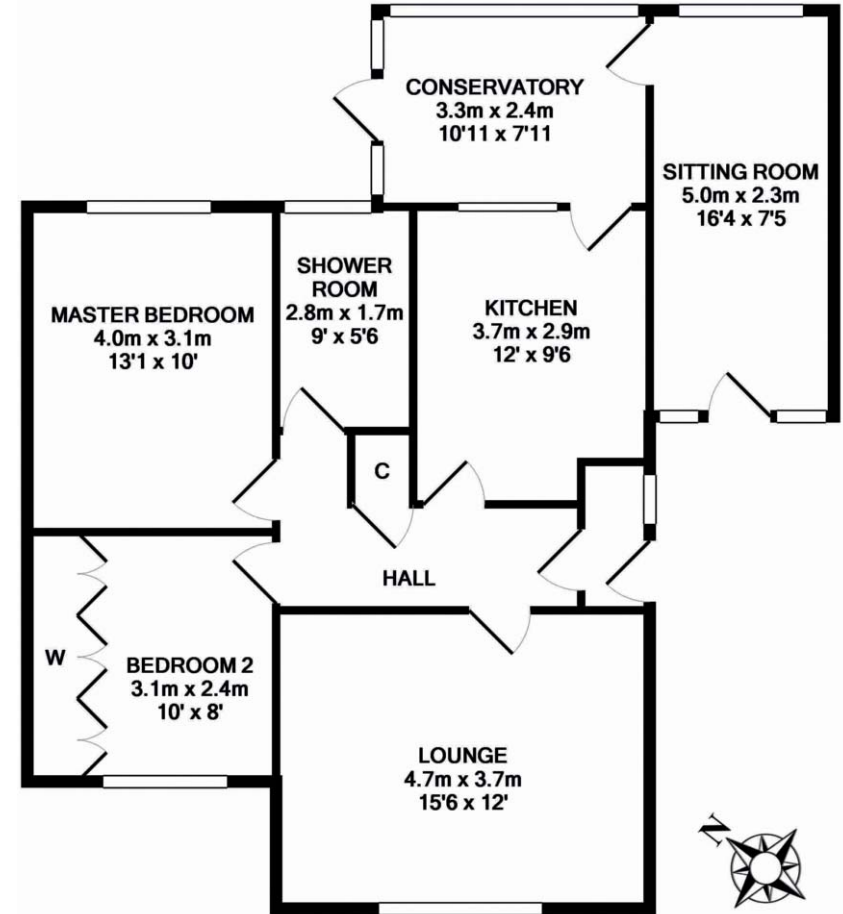 CONSERVATORY
3.3m x 2.4m
10'11 x 7'11
SITTING ROOM
5.0m x 2.3m
16'4 x 7'5
SHOWER
ROOM
2.8m x 1.7m
9' x 5'6
MASTER BEDROOM
4.0m x 3.1m
13'1 x 10'
KITCHEN
3.7m x 2.9m
12' x 9'6
C
HALL
W
BEDROOM 2
3.1m x 2.4m
10' x 8'
LOUNGE
4.7m x 3.7m
15'6 x 12'
N